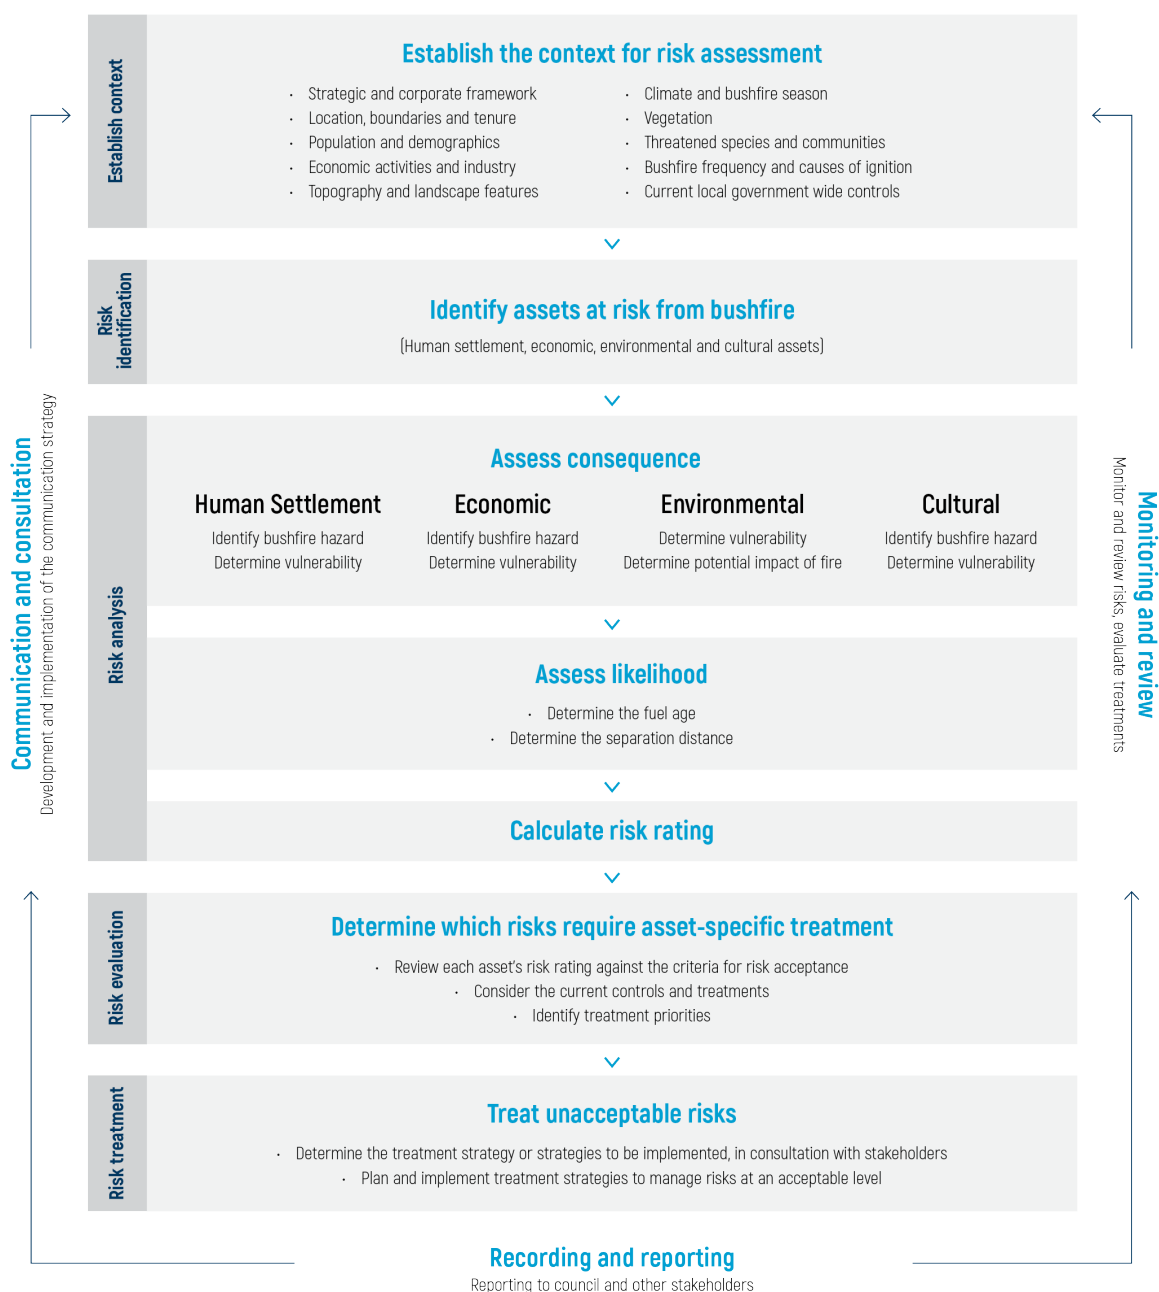 Establish context
Establish the context for risk assessment
· Strategic and corporate framework
· Location, boundaries and tenure
· Population and demographics
· Economic activities and industry
· Topography and landscape features
· Climate and bushfire season
· Vegetation
· Threatened species and communities
· Bushfire frequency and causes of ignition
· Current local government wide controls
Risk
identification
Identify assets at risk from bushfire
(Human settlement, economic, environmental and cultural assets)
Risk analysis
Assess consequence
Human Settlement
Identify bushfire hazard
Determine vulnerability
Economic
Identify bushfire hazard
Determine vulnerability
Environmental
Determine vulnerability
Determine potential impact of fire
Cultural
Identify bushfire hazard
Determine vulnerability
Assess likelihood
· Determine the fuel age
· Determine the separation distance
Calculate risk rating
Risk evaluation
Determine which risks require asset-specific treatment
· Review each asset's risk rating against the criteria for risk acceptance
· Consider the current controls and treatments
· Identify treatment priorities
Risk treatment
Treat unacceptable risks
· Determine the treatment strategy or strategies to be implemented, in consultation with stakeholders
· Plan and implement treatment strategies to manage risks at an acceptable level
Communication and consultation
Development and implementation of the communication strategy
Monitoring and review
Monitor and review risks, evaluate treatments
Recording and reporting
Reporting to council and other stakeholders